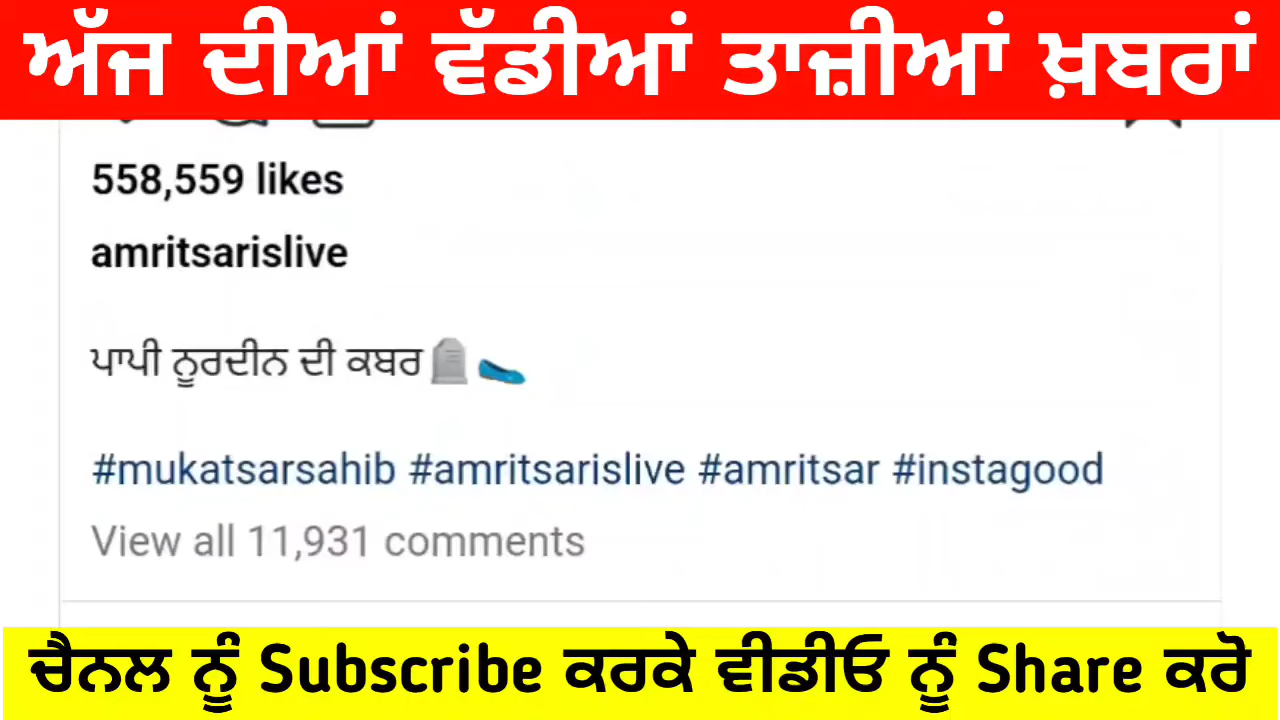 ਅੱਜ ਦੀਆਂ ਵੱਡੀਆਂ ਤਾਜ਼ੀਆਂ ਖ਼ਬਰਾਂ
558,559 likes
amritsarislive
ਪਾਪੀ ਨੂਰਦੀਨ ਦੀ ਕਬਰ🪦🥿
#mukatsarsahib #amritsarislive #amritsar #instagood
View all 11,931 comments
ਚੈਨਲ ਨੂੰ Subscribe ਕਰਕੇ ਵੀਡੀਓ ਨੂੰ Share ਕਰੋ